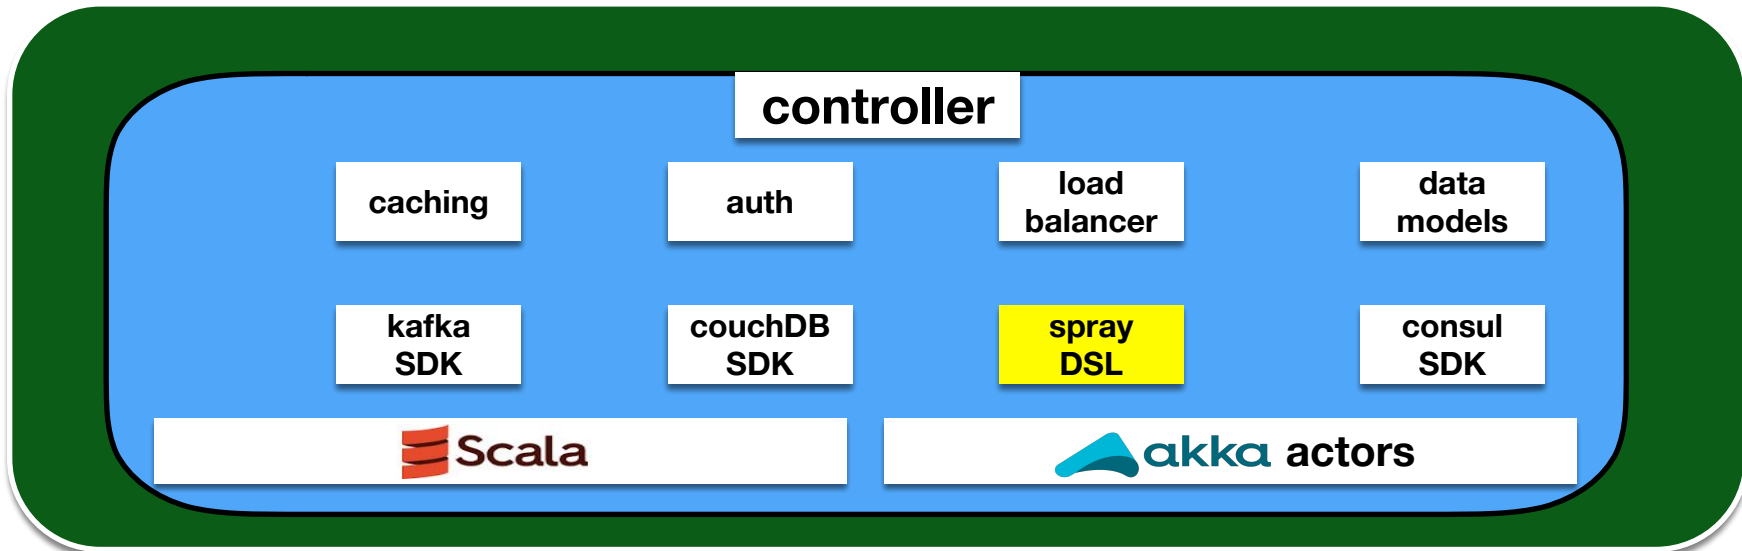 controller
caching
auth
load
balancer
data
models
kafka
SDK
couchDB
SDK
spray
DSL
consul
SDK
Scala
akka actors